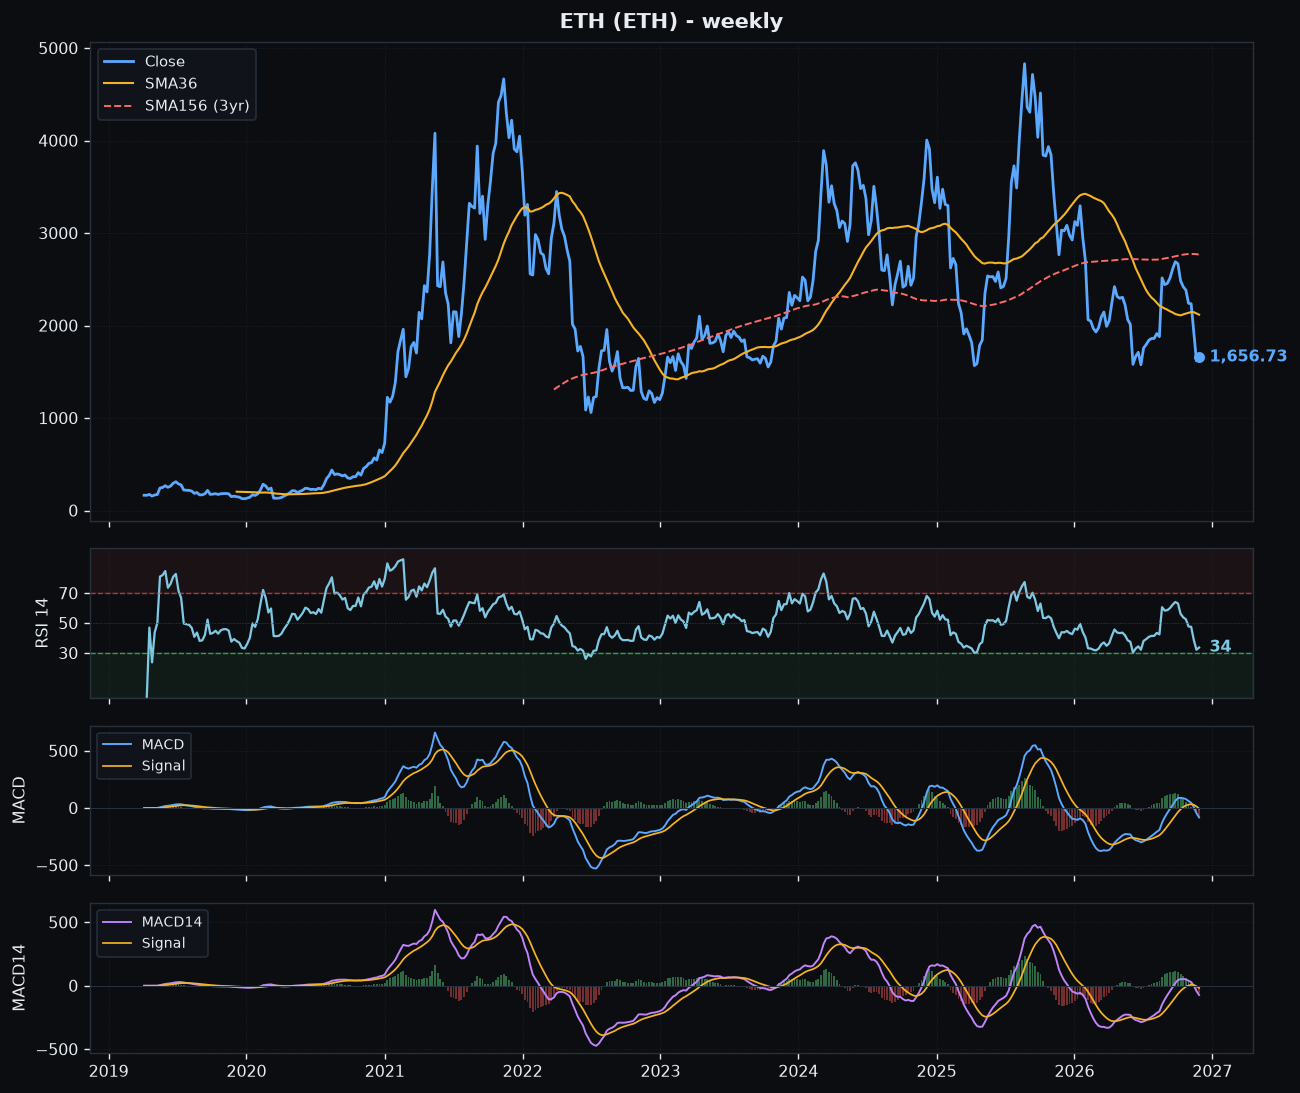 ETH (ETH) - weekly
5000
4000
3000
2000
1000
0
Close
SMA36
SMA156 (3yr)
1,656.73
RSI 14
70
50
30
34
MACD
500
0
−500
MACD
Signal
MACD14
500
0
−500
MACD14
Signal
2019 2020 2021 2022 2023 2024 2025 2026 2027